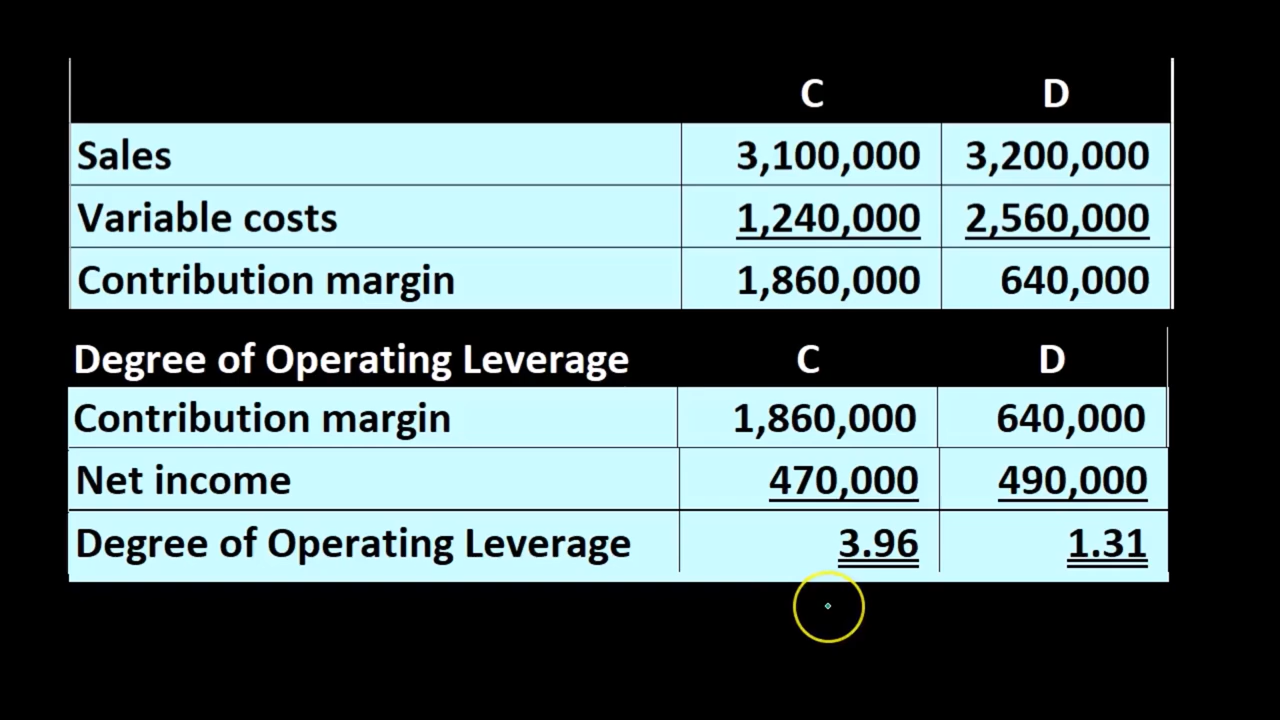 C D
Sales 3,100,000 3,200,000
Variable costs 1,240,000 2,560,000
Contribution margin 1,860,000 640,000
Degree of Operating Leverage C D
Contribution margin 1,860,000 640,000
Net income 470,000 490,000
Degree of Operating Leverage 3.96 1.31